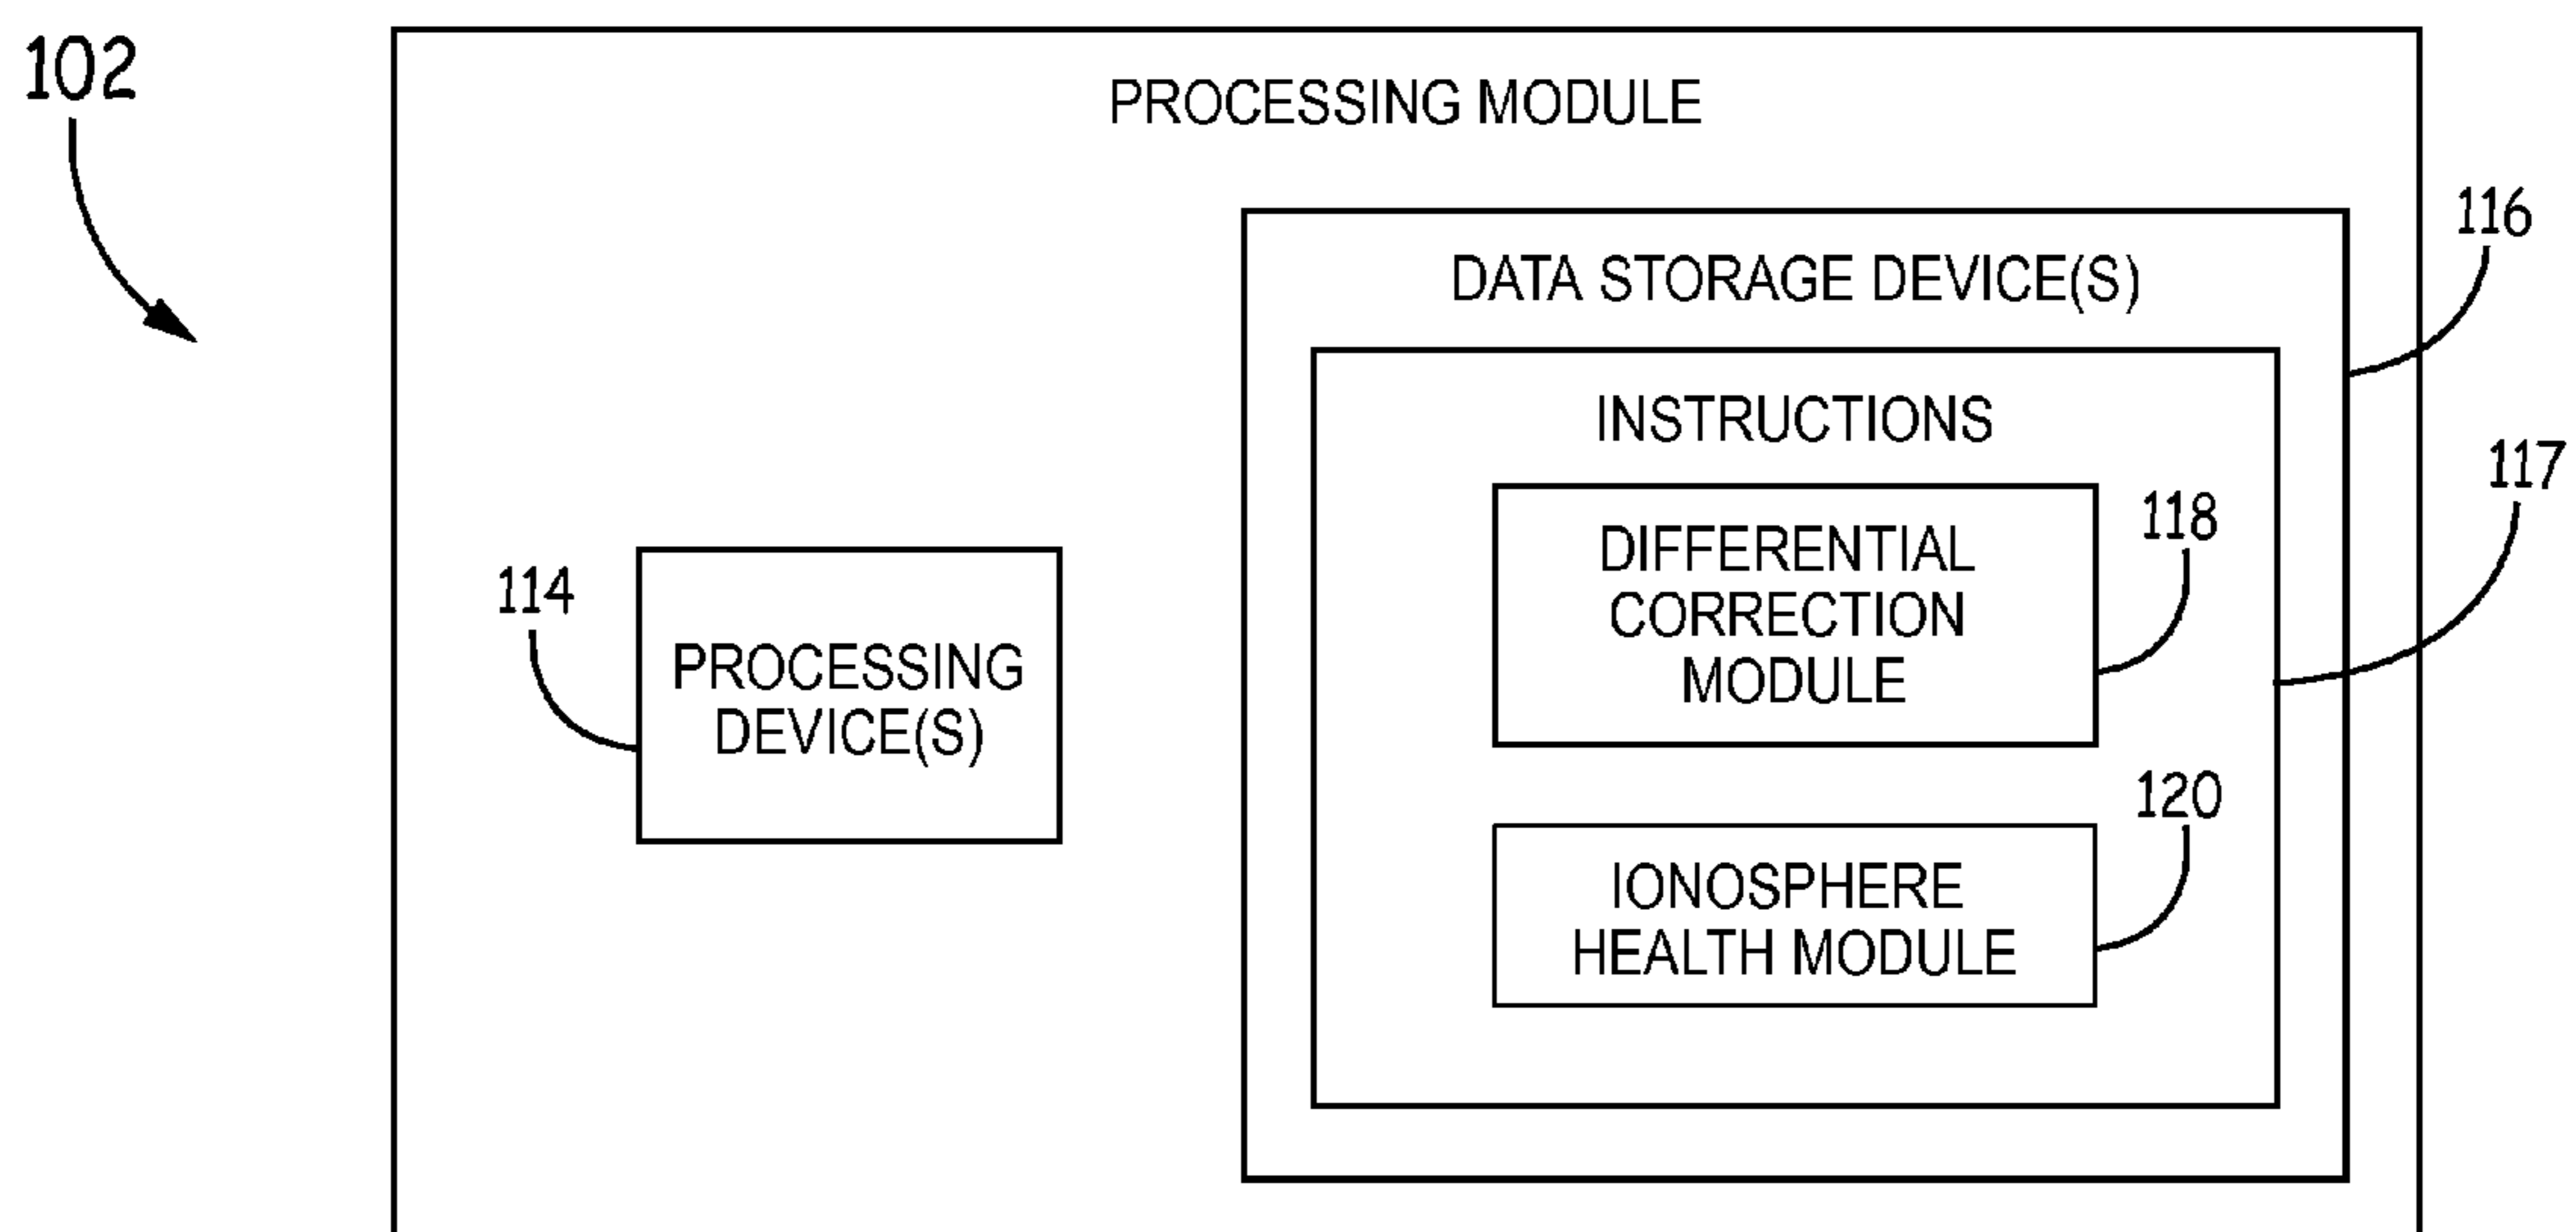 102
PROCESSING MODULE
116
DATA STORAGE DEVICE(S)
INSTRUCTIONS
117
118
DIFFERENTIAL
CORRECTION
MODULE
114
PROCESSING
DEVICE(S)
120
IONOSPHERE
HEALTH MODULE